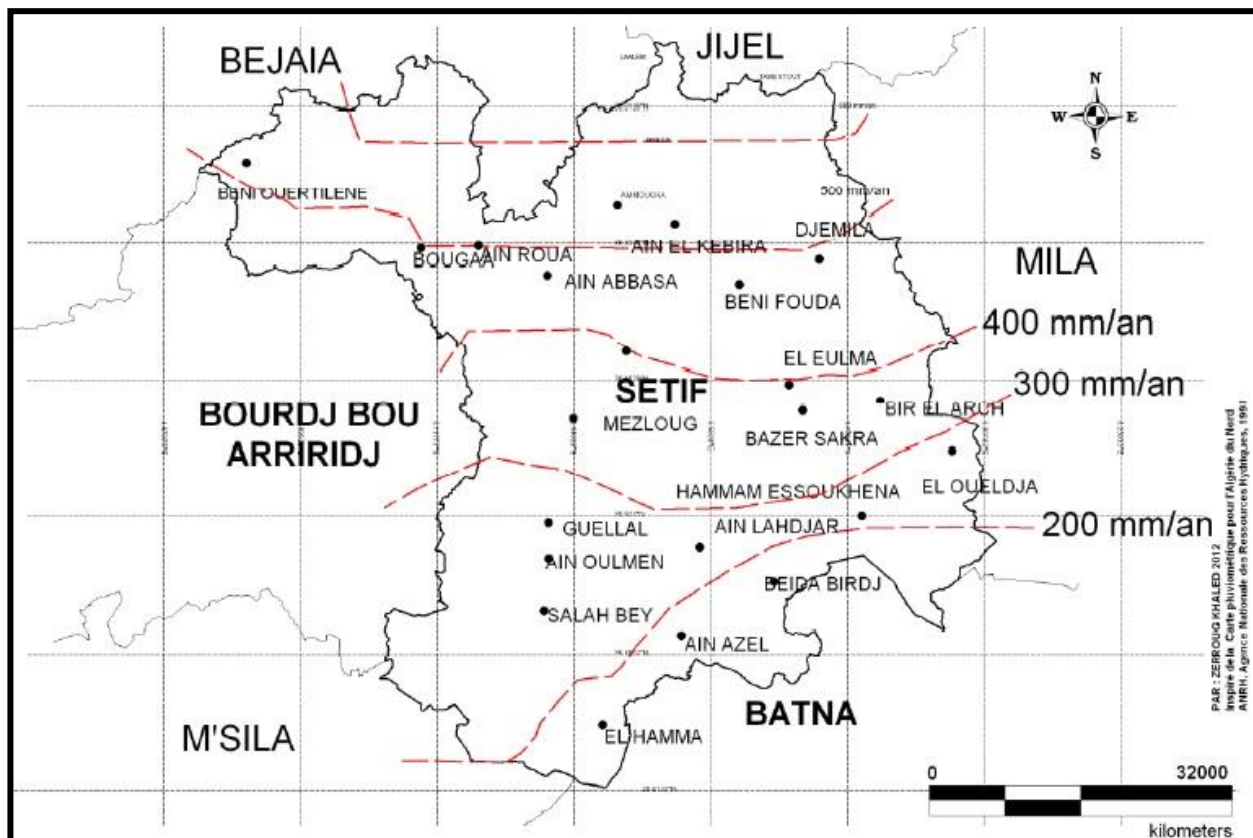 JIJEL
BEJAIA
N
W E
S
BENI OUERTILENE
500 mm/an
DJEMILA
AIN EL KEBIRA
AIN ROUA
BOUGAA
MILA
AIN ABBASA
BENI FOUDA
400 mm/an
EL EULMA
SETIF
300 mm/an
BOURDJ BOU
ARRIRIDJ
MEZLOUG
BIR EL ARCH
BAZER SAKRA
EL OUELDJA
HAMMAM ESSOUKHENA
GUELLAL
AIN LAHDJAR
200 mm/an
AIN OULMEN
BEIDA BIRDJ
SALAH BEY
AIN AZEL
BATNA
M'SILA
EL HAMMA
PAR : ZERROUG KHALED 2012
Inspire de la Carte pluviométrique pour l'Algérie du Nord
ANRH, Agence Nationale des Ressources Hydriques, 1993
0 32000
kilometers